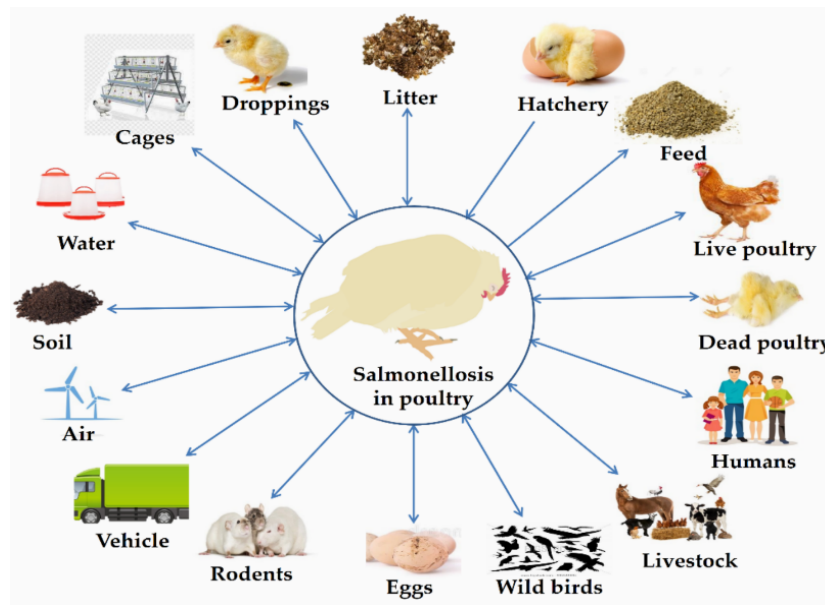 Droppings
Litter
Hatchery
Cages
Feed
Water
Live poultry
Soil
Dead poultry
Salmonellosis
in poultry
Air
Humans
Vehicle
Rodents
Eggs
Wild birds
Livestock